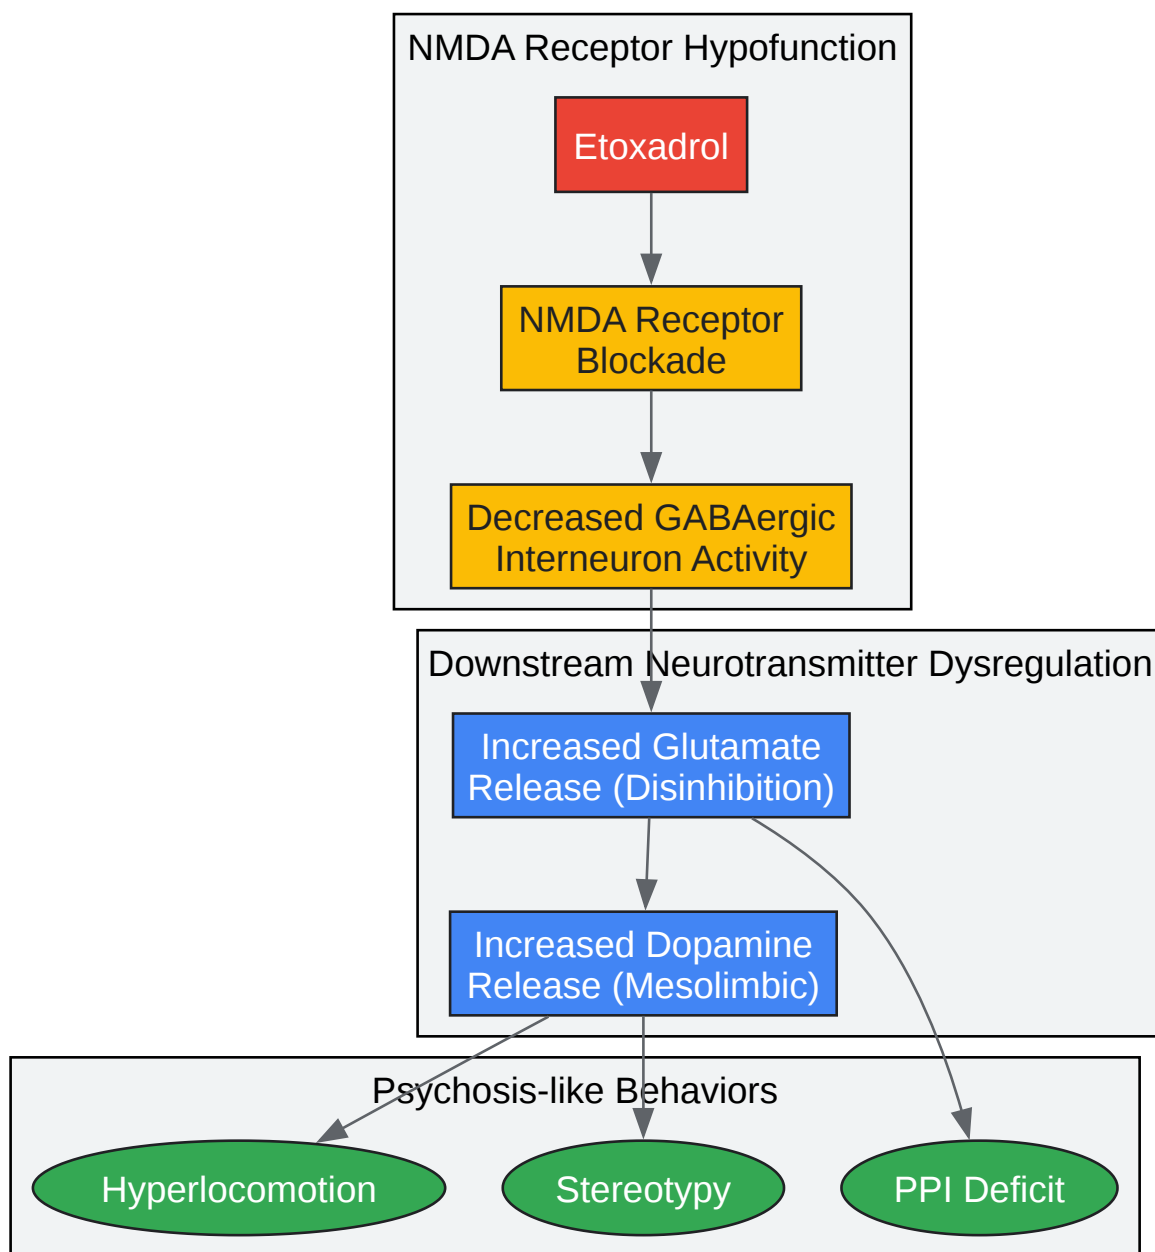 NMDA Receptor Hypofunction
Etoxadrol
NMDA Receptor
Blockade
Decreased GABAergic
Interneuron Activity
Downstream Neurotransmitter Dysregulation
Increased Glutamate
Release (Disinhibition)
Increased Dopamine
Release (Mesolimbic)
Psychosis-like Behaviors
Hyperlocomotion
Stereotypy
PPI Deficit